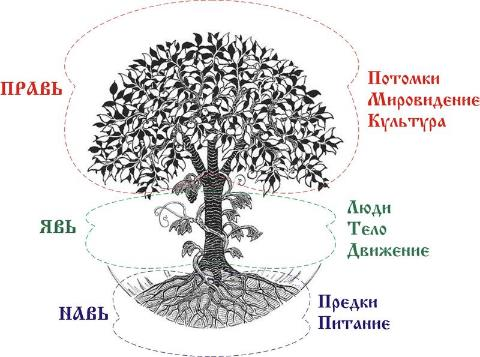 ПРАВЬ
Потомки
Мировидение
Культура
ЯВЬ
Люди
Тело
Движение
НАВЬ
Предки
Питание